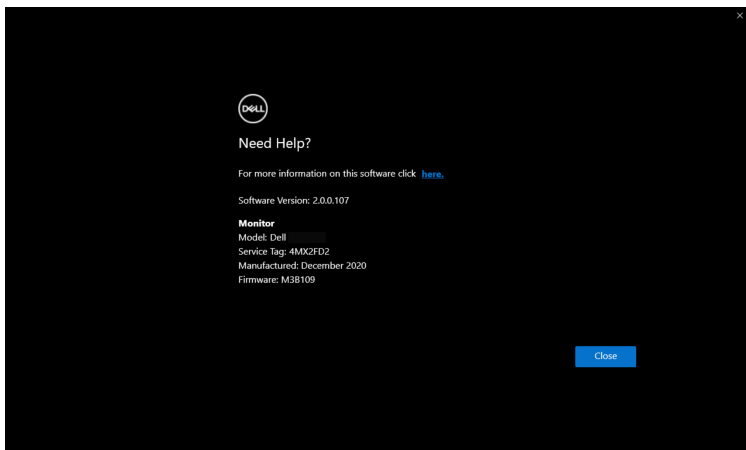 DELL
Need Help?
For more information on this software click here.
Software Version: 2.0.0.107
Monitor
Model: Dell
Service Tag: 4MX2FD2
Manufactured: December 2020
Firmware: M3B109
Close